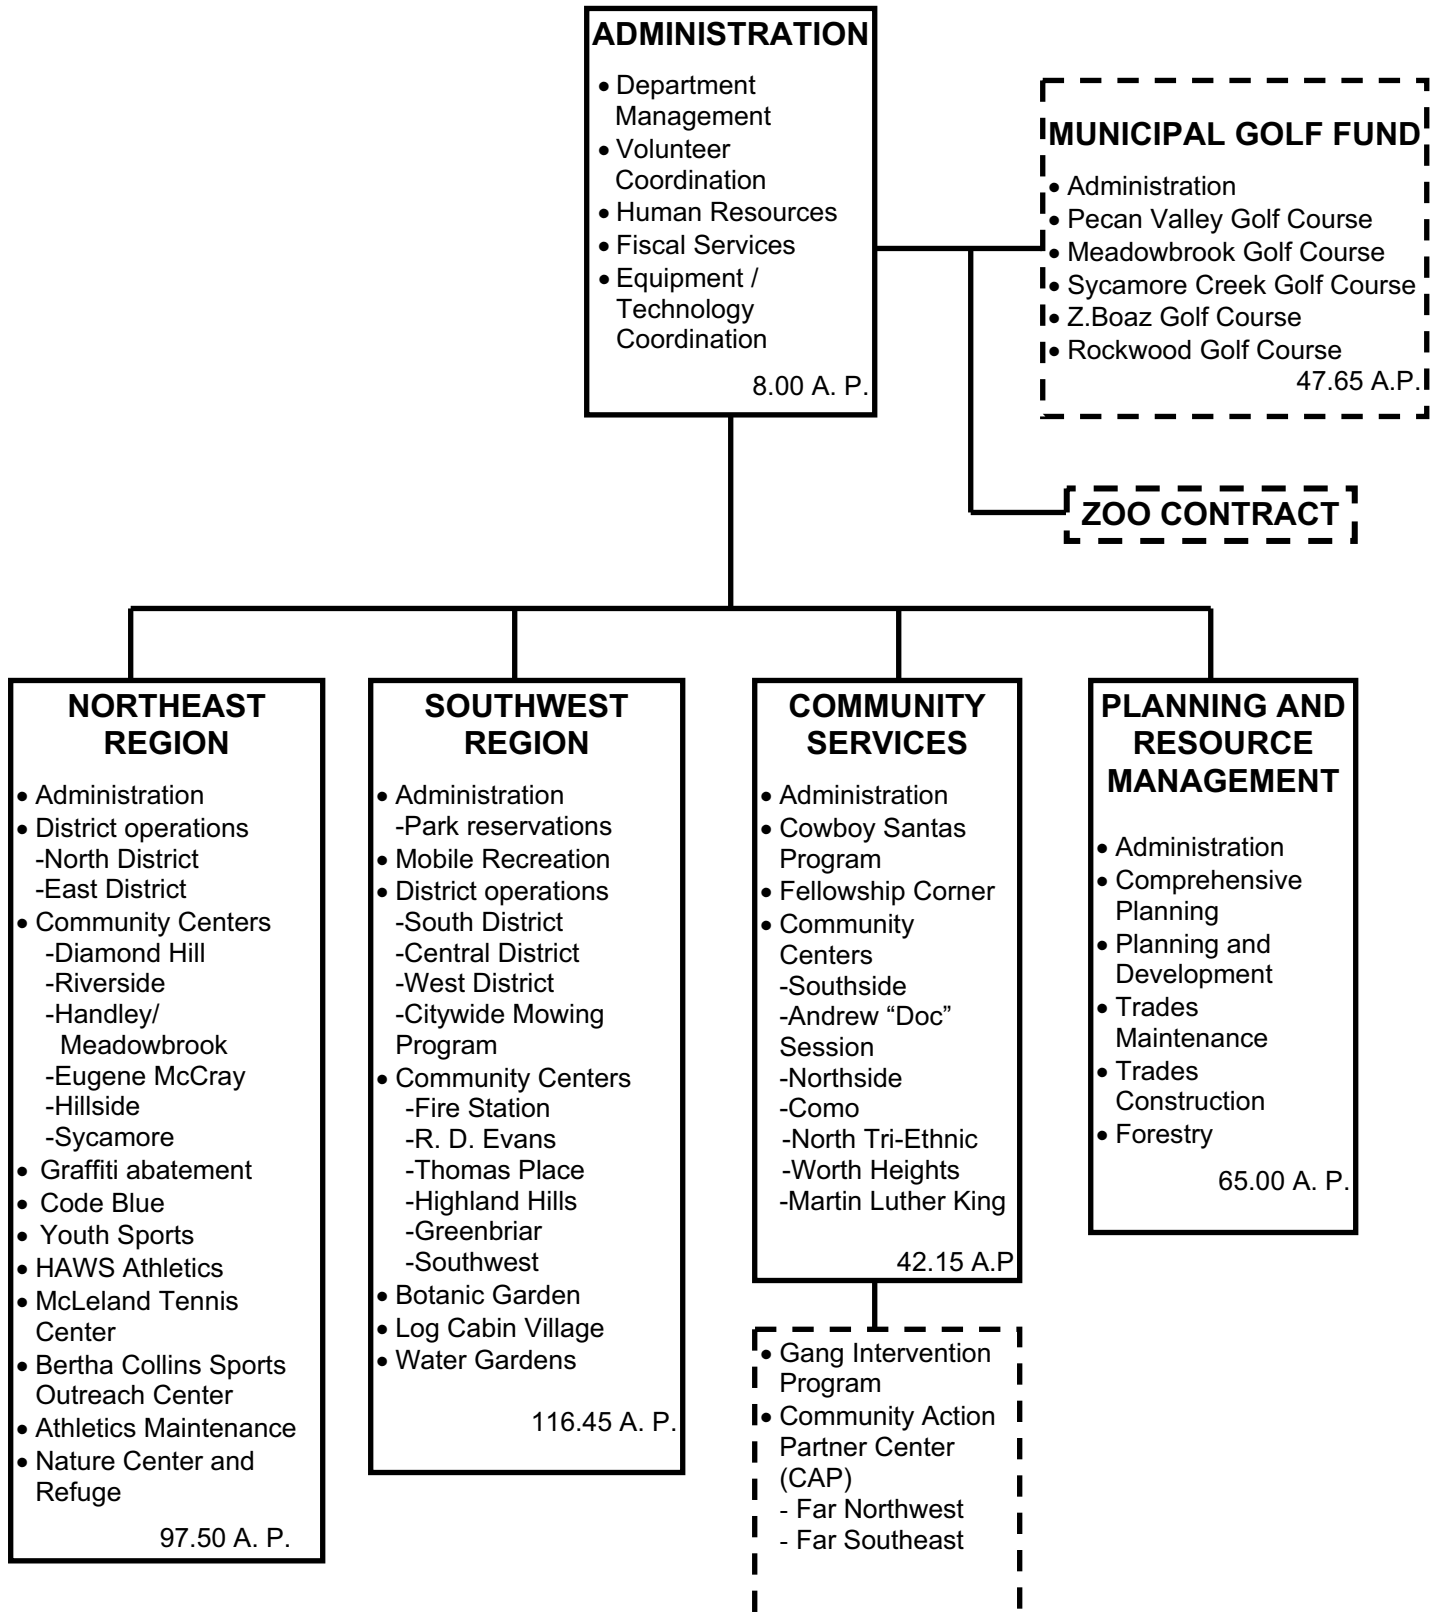 ADMINISTRATION
• Department
Management
• Volunteer
Coordination
• Human Resources
• Fiscal Services
• Equipment /
Technology
Coordination
8.00 A. P.
MUNICIPAL GOLF FUND
• Administration
• Pecan Valley Golf Course
• Meadowbrook Golf Course
• Sycamore Creek Golf Course
• Z.Boaz Golf Course
• Rockwood Golf Course
47.65 A.P.
ZOO CONTRACT
NORTHEAST
REGION
• Administration
• District operations
-North District
-East District
• Community Centers
-Diamond Hill
-Riverside
-Handley/
Meadowbrook
-Eugene McCray
-Hillside
-Sycamore
• Graffiti abatement
• Code Blue
• Youth Sports
• HAWS Athletics
• McLeland Tennis
Center
• Bertha Collins Sports
Outreach Center
• Athletics Maintenance
• Nature Center and
Refuge
97.50 A. P.
SOUTHWEST
REGION
• Administration
-Park reservations
• Mobile Recreation
• District operations
-South District
-Central District
-West District
-Citywide Mowing
Program
• Community Centers
-Fire Station
-R. D. Evans
-Thomas Place
-Highland Hills
-Greenbriar
-Southwest
• Botanic Garden
• Log Cabin Village
• Water Gardens
116.45 A. P.
COMMUNITY
SERVICES
• Administration
• Cowboy Santas
Program
• Fellowship Corner
• Community
Centers
-Southside
-Andrew “Doc”
Session
-Northside
-Como
-North Tri-Ethnic
-Worth Heights
-Martin Luther King
42.15 A.P
• Gang Intervention
Program
• Community Action
Partner Center
(CAP)
- Far Northwest
- Far Southeast
PLANNING AND
RESOURCE
MANAGEMENT
• Administration
• Comprehensive
Planning
• Planning and
Development
• Trades
Maintenance
• Trades
Construction
• Forestry
65.00 A. P.